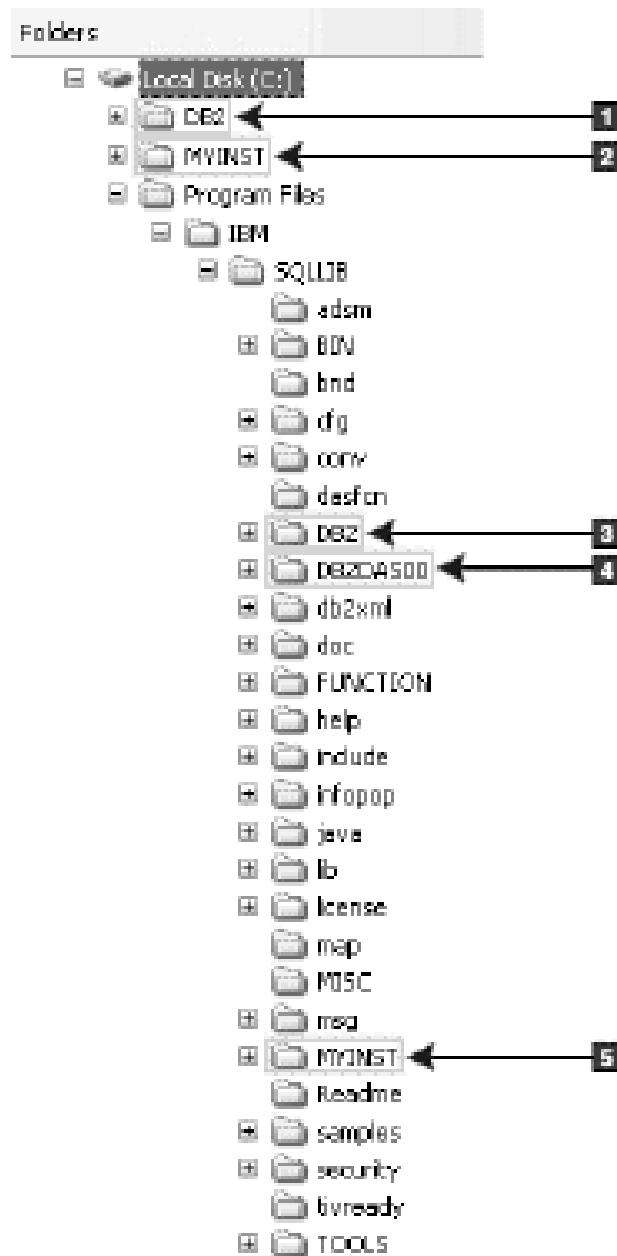 Folders
Local Disk (C:)
DB2 1
MYINST 2
Program Files
IBM
SQLLIB
adsm
BIN
bnd
cfg
conv
dasfcn
DB2 3
DB2DAS00 4
db2xml
doc
FUNCTION
help
include
infopop
java
lib
license
map
MISC
msg
MYINST 5
Readme
samples
security
tivready
TOOLS